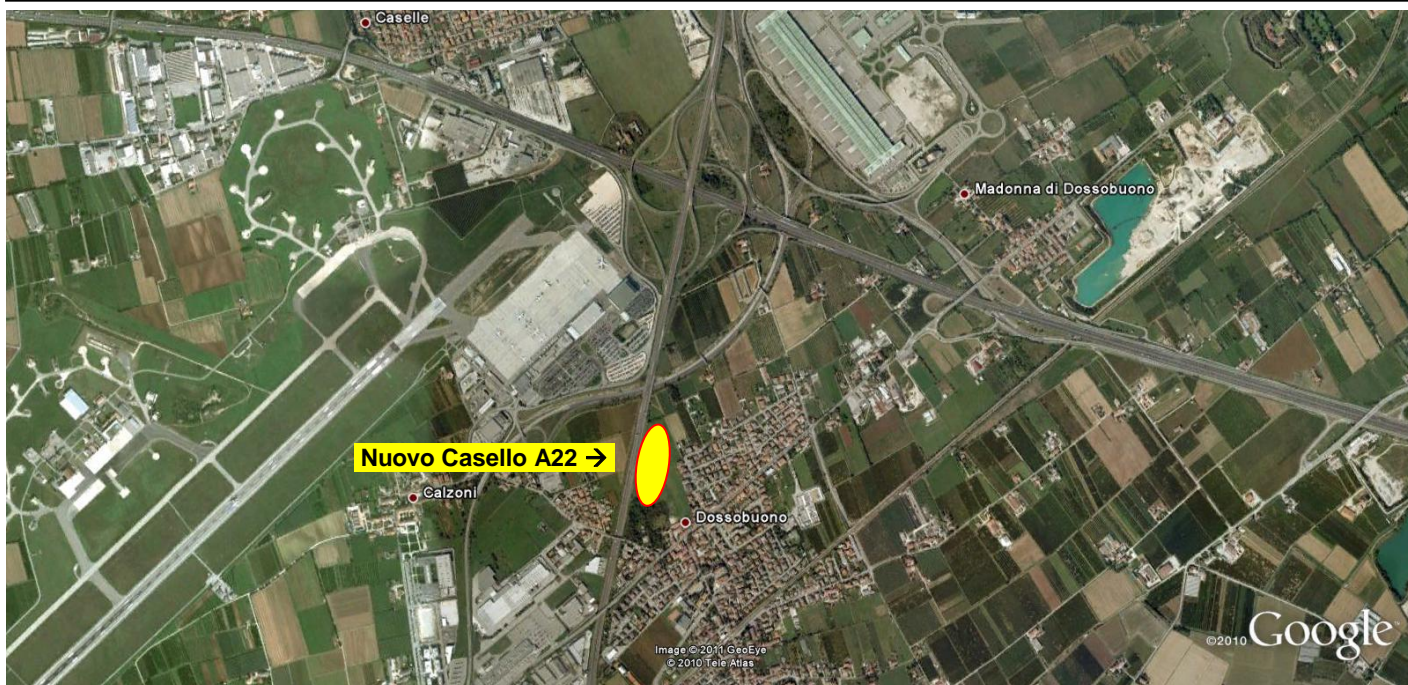 Caselle
Madonna di Dossobuono
Nuovo Casello A22 →
Calzoni
Dossobuono
Image © 2011 GeoEye
© 2010 Tele Atlas
©2010 Google